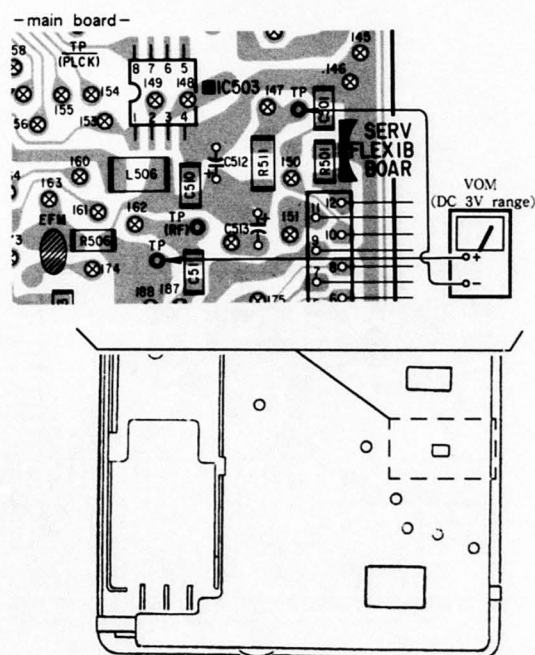 -main board-
TP
(PLCK)
58
8 7 6 5
149 148
1 2 3 4
IC503
147
TP
145
146
154
155
56
153
SERV
FLEXIB
BOAR
160
L506
C510
C512
R511
150
R501
VOM
(DC 3V range)
+
-
163
161
162
TP
(RF)
C513
151
12
11
10
9
8
7
6
EFM
R506
TP
C51
73
174
188
187
175